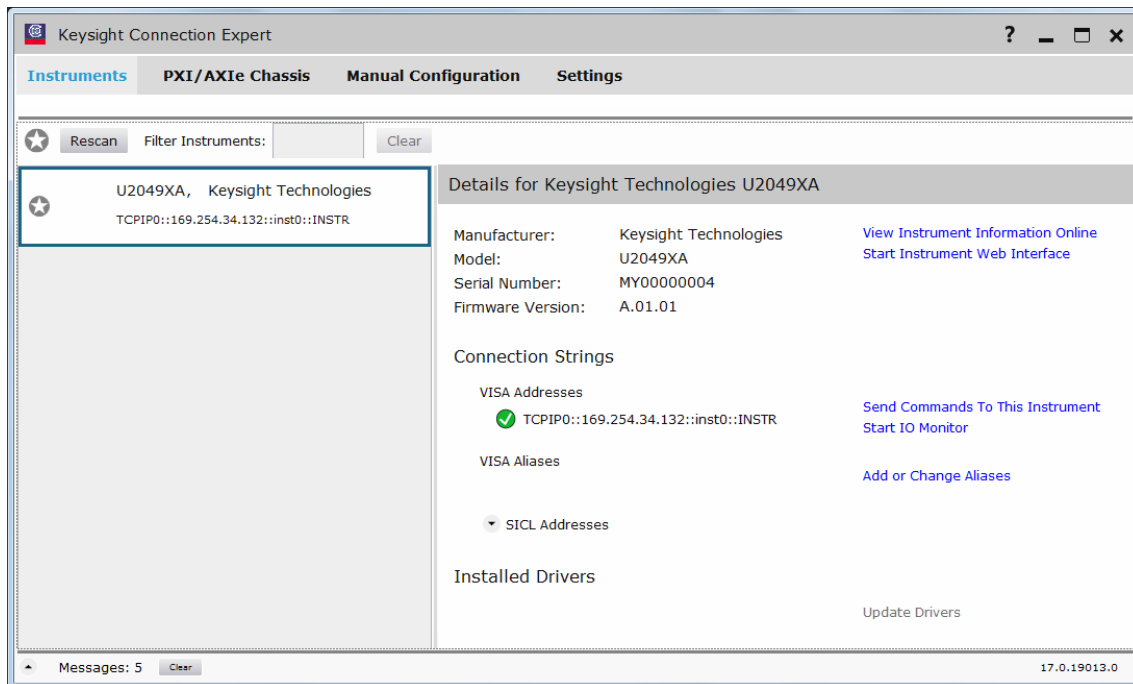 Keysight Connection Expert
?
Instruments PXI/AXIe Chassis Manual Configuration Settings
Rescan Filter Instruments: Clear
U2049XA, Keysight Technologies
TCPIP0::169.254.34.132::inst0::INSTR
Details for Keysight Technologies U2049XA
Manufacturer: Keysight Technologies View Instrument Information Online
Model: U2049XA Start Instrument Web Interface
Serial Number: MY00000004
Firmware Version: A.01.01
Connection Strings
VISA Addresses
TCPIP0::169.254.34.132::inst0::INSTR Send Commands To This Instrument
Start IO Monitor
VISA Aliases
Add or Change Aliases
SICL Addresses
Installed Drivers
Update Drivers
Messages: 5 Clear 17.0.19013.0